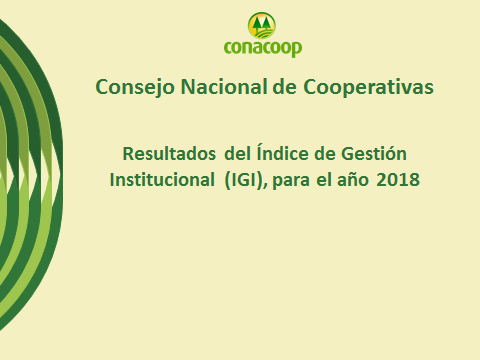 conacoop
Consejo Nacional de Cooperativas
Resultados del Índice de Gestión
Institucional (IGI), para el año 2018